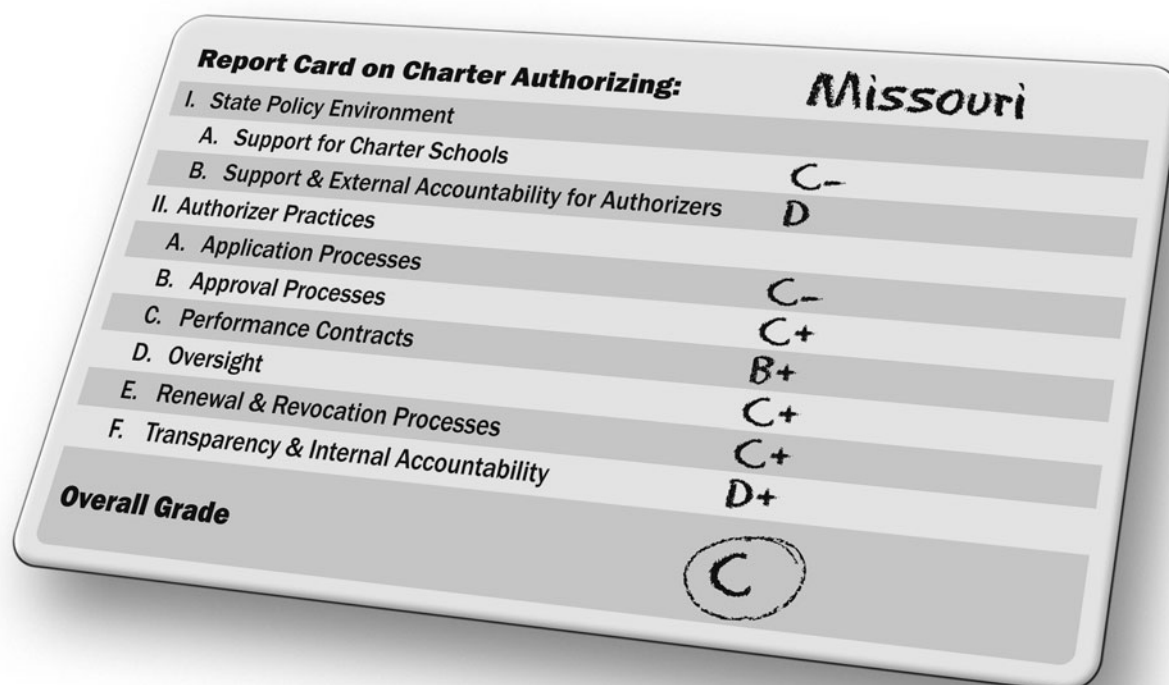 Report Card on Charter Authorizing: Missouri
I. State Policy Environment
A. Support for Charter Schools C-
B. Support & External Accountability for Authorizers D
II. Authorizer Practices
A. Application Processes C-
B. Approval Processes C+
C. Performance Contracts B+
D. Oversight C+
E. Renewal & Revocation Processes C+
F. Transparency & Internal Accountability D+
Overall Grade C